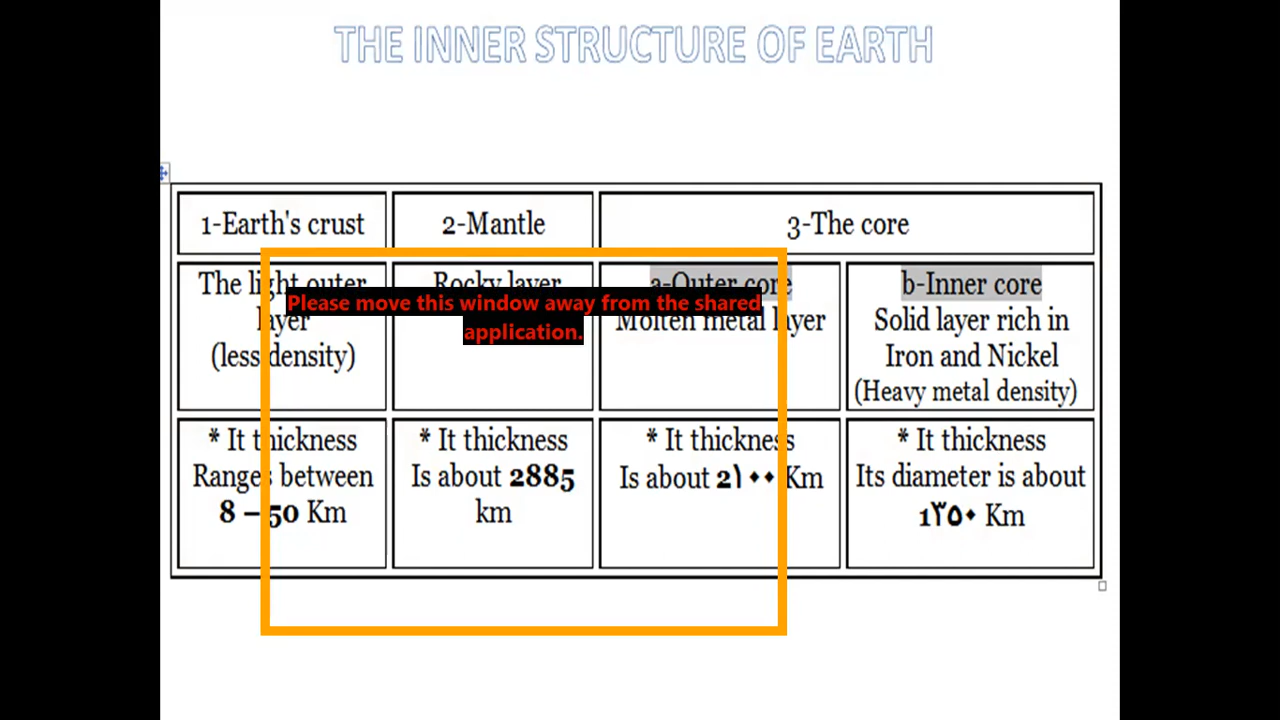 THE INNER STRUCTURE OF EARTH
1-Earth's crust
2-Mantle
3-The core
The light outer
layer
(less density)
Rocky layer
a-Outer core
Molten metal layer
b-Inner core
Solid layer rich in
Iron and Nickel
(Heavy metal density)
Please move this window away from the shared
application.
* It thickness
Ranges between
8 – 50 Km
* It thickness
Is about 2885
km
* It thickness
Is about 2١٠٠ Km
* It thickness
Its diameter is about
1٣٥٠ Km